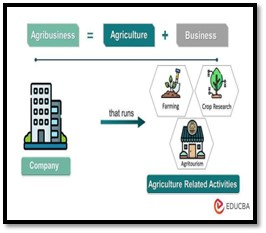 Agribusiness = Agriculture + Business
that runs
Farming
Crop Research
Agritourism
Company
Agriculture Related Activities
EDUCBA